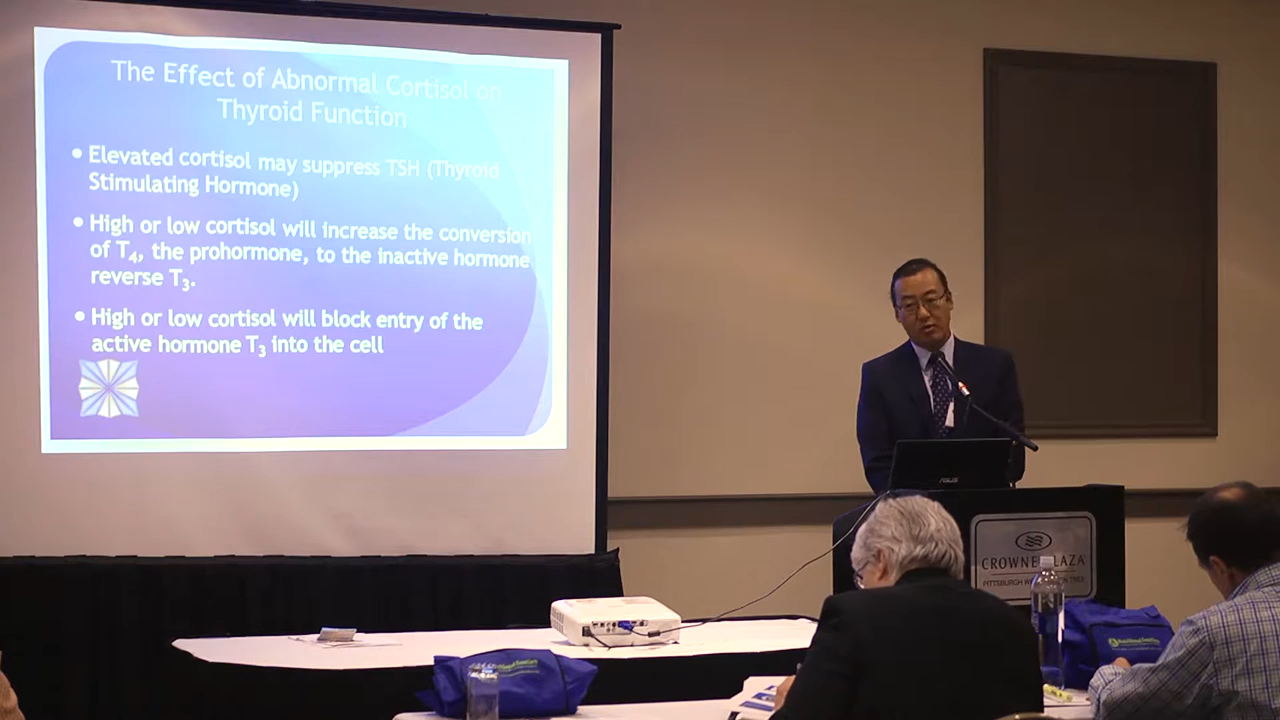 The Effect of Abnormal Cortisol on
Thyroid Function
• Elevated cortisol may suppress TSH (Thyroid
Stimulating Hormone)
• High or low cortisol will increase the conversion
of T₄, the prohormone, to the inactive hormone
reverse T₃.
• High or low cortisol will block entry of the
active hormone T₃ into the cell
ASUS
CROWNE PLAZA
PITTSBURGH